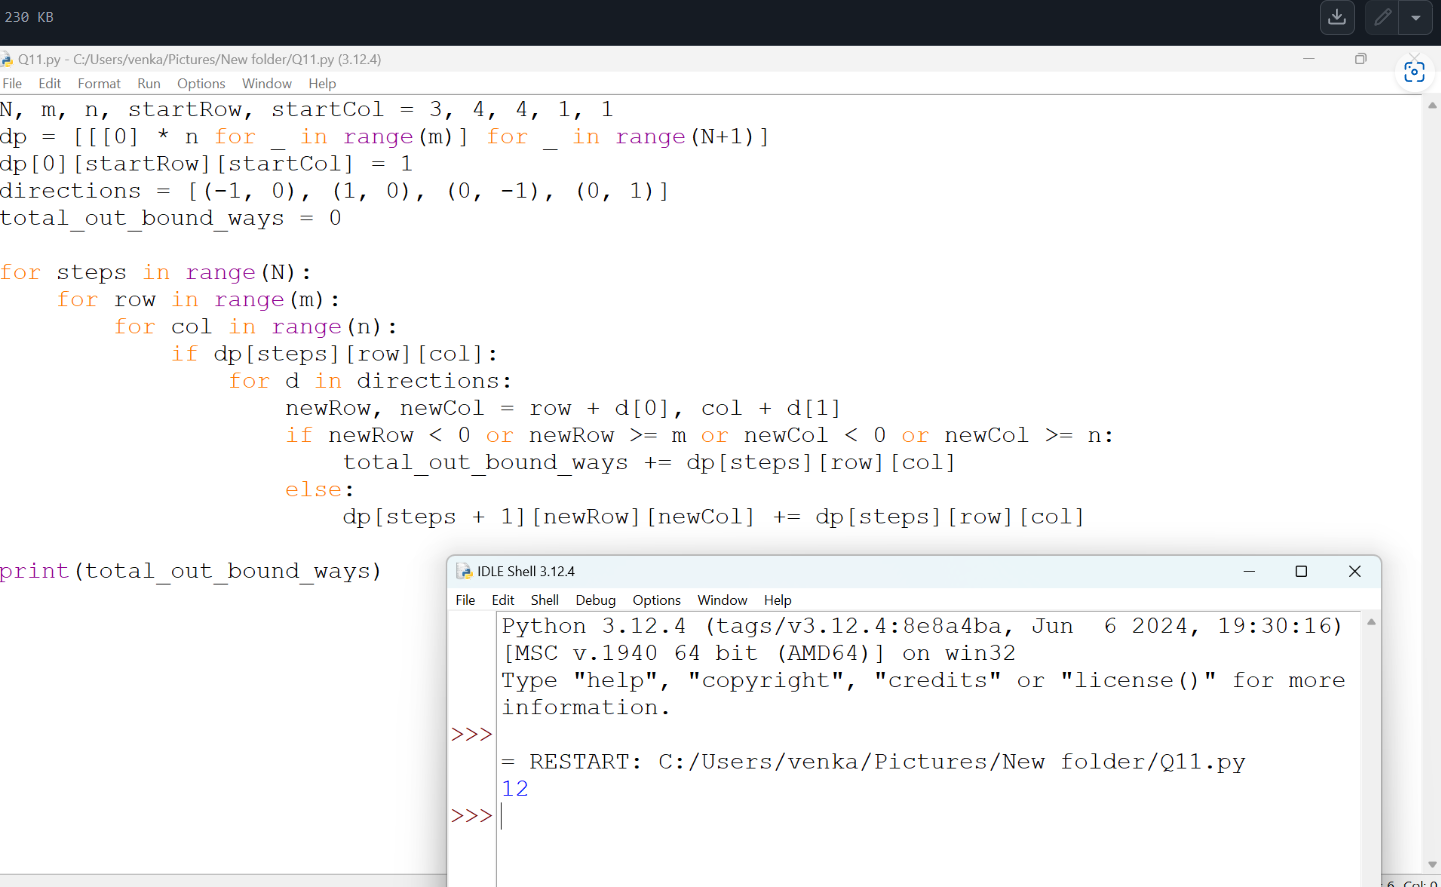 230 KB
Q11.py - C:/Users/venka/Pictures/New folder/Q11.py (3.12.4)
File Edit Format Run Options Window Help
N, m, n, startRow, startCol = 3, 4, 4, 1, 1
dp = [[[0] * n for _ in range(m)] for _ in range(N+1)]
dp[0][startRow][startCol] = 1
directions = [(-1, 0), (1, 0), (0, -1), (0, 1)]
total_out_bound_ways = 0
for steps in range(N):
    for row in range(m):
        for col in range(n):
            if dp[steps][row][col]:
                for d in directions:
                    newRow, newCol = row + d[0], col + d[1]
                    if newRow < 0 or newRow >= m or newCol < 0 or newCol >= n:
                        total_out_bound_ways += dp[steps][row][col]
                    else:
                        dp[steps + 1][newRow][newCol] += dp[steps][row][col]
print(total_out_bound_ways)
IDLE Shell 3.12.4
File Edit Shell Debug Options Window Help
Python 3.12.4 (tags/v3.12.4:8e8a4ba, Jun  6 2024, 19:30:16)
[MSC v.1940 64 bit (AMD64)] on win32
Type "help", "copyright", "credits" or "license()" for more
information.
>>>
= RESTART: C:/Users/venka/Pictures/New folder/Q11.py
12
>>>